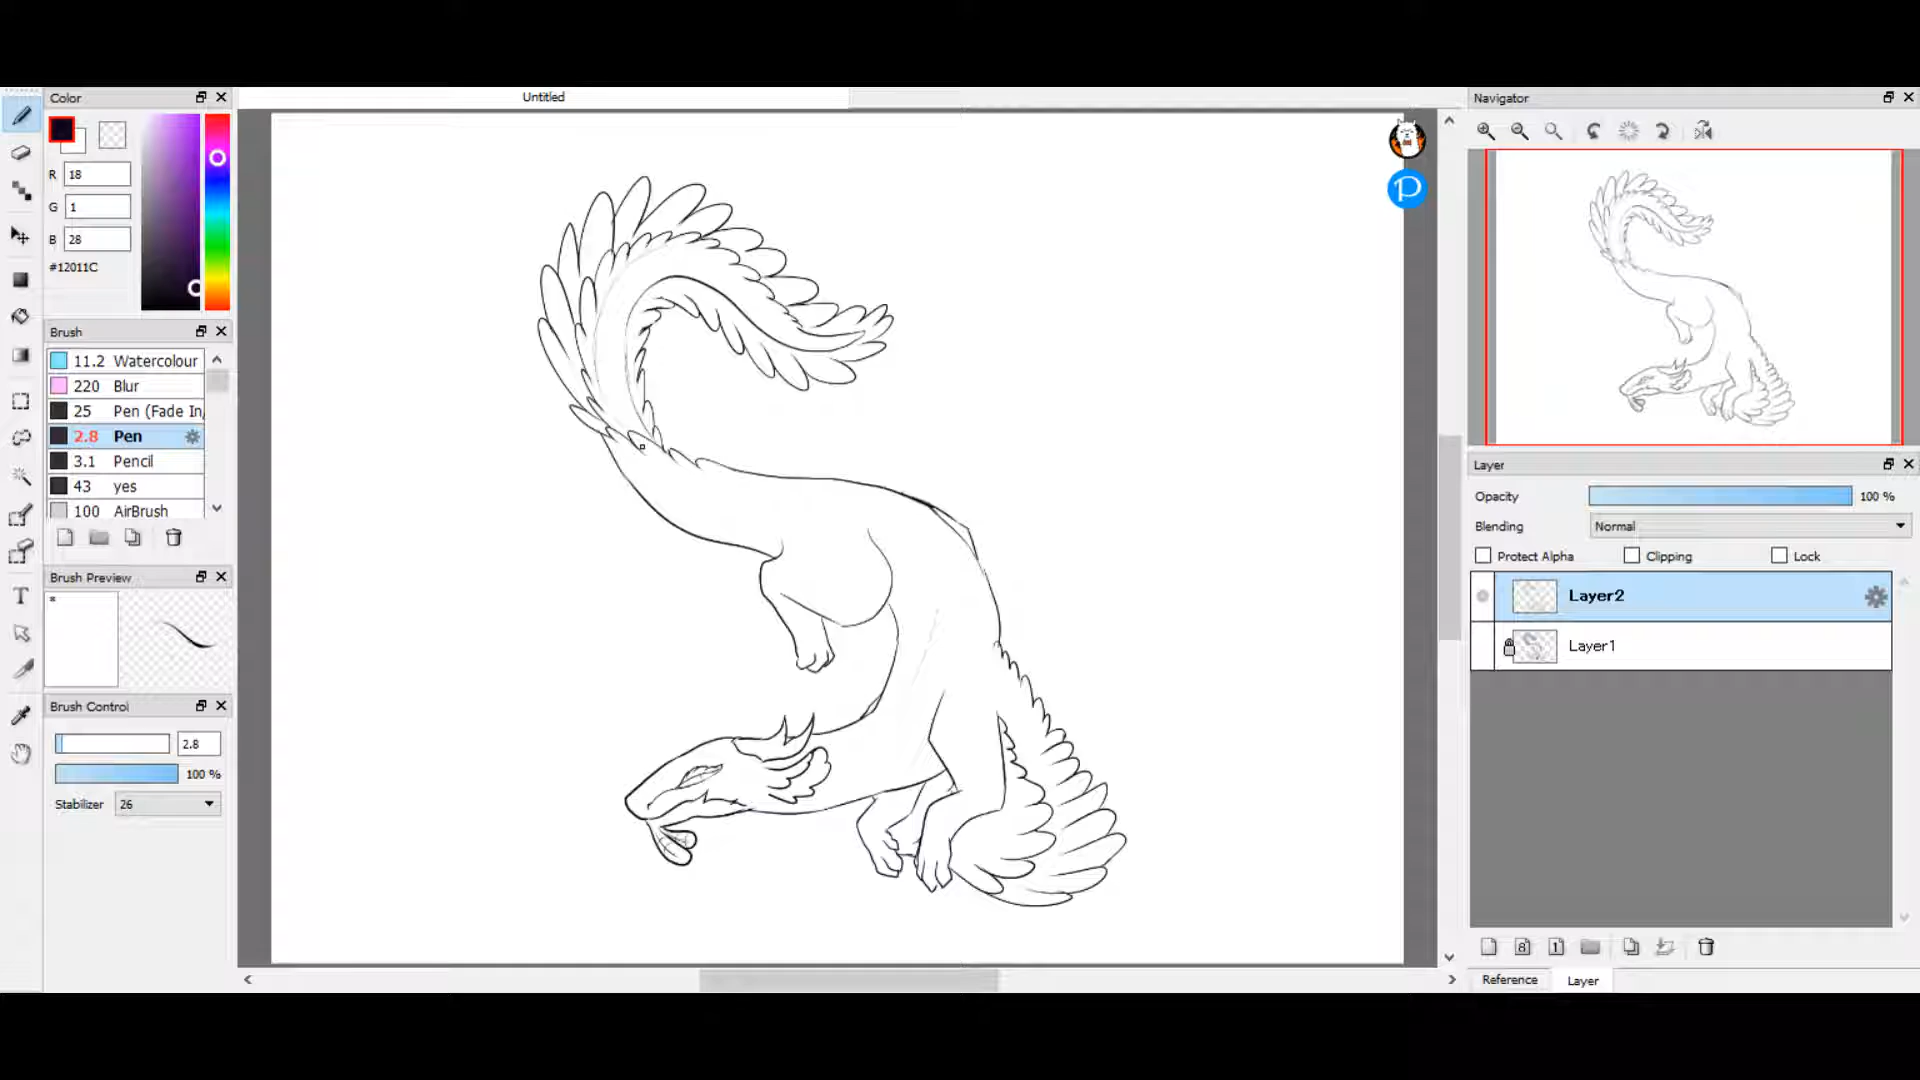 Color
Untitled
Navigator
R 18
G 1
B 28
#12011C
Brush
11.2 Watercolour
220 Blur
25 Pen (Fade In/
2.8 Pen
3.1 Pencil
43 yes
100 AirBrush
Brush Preview
Brush Control
2.8
100 %
Stabilizer 26
P
Layer
Opacity 100 %
Blending Normal
Protect Alpha Clipping Lock
Layer2
Layer1
8 1
Reference Layer
T